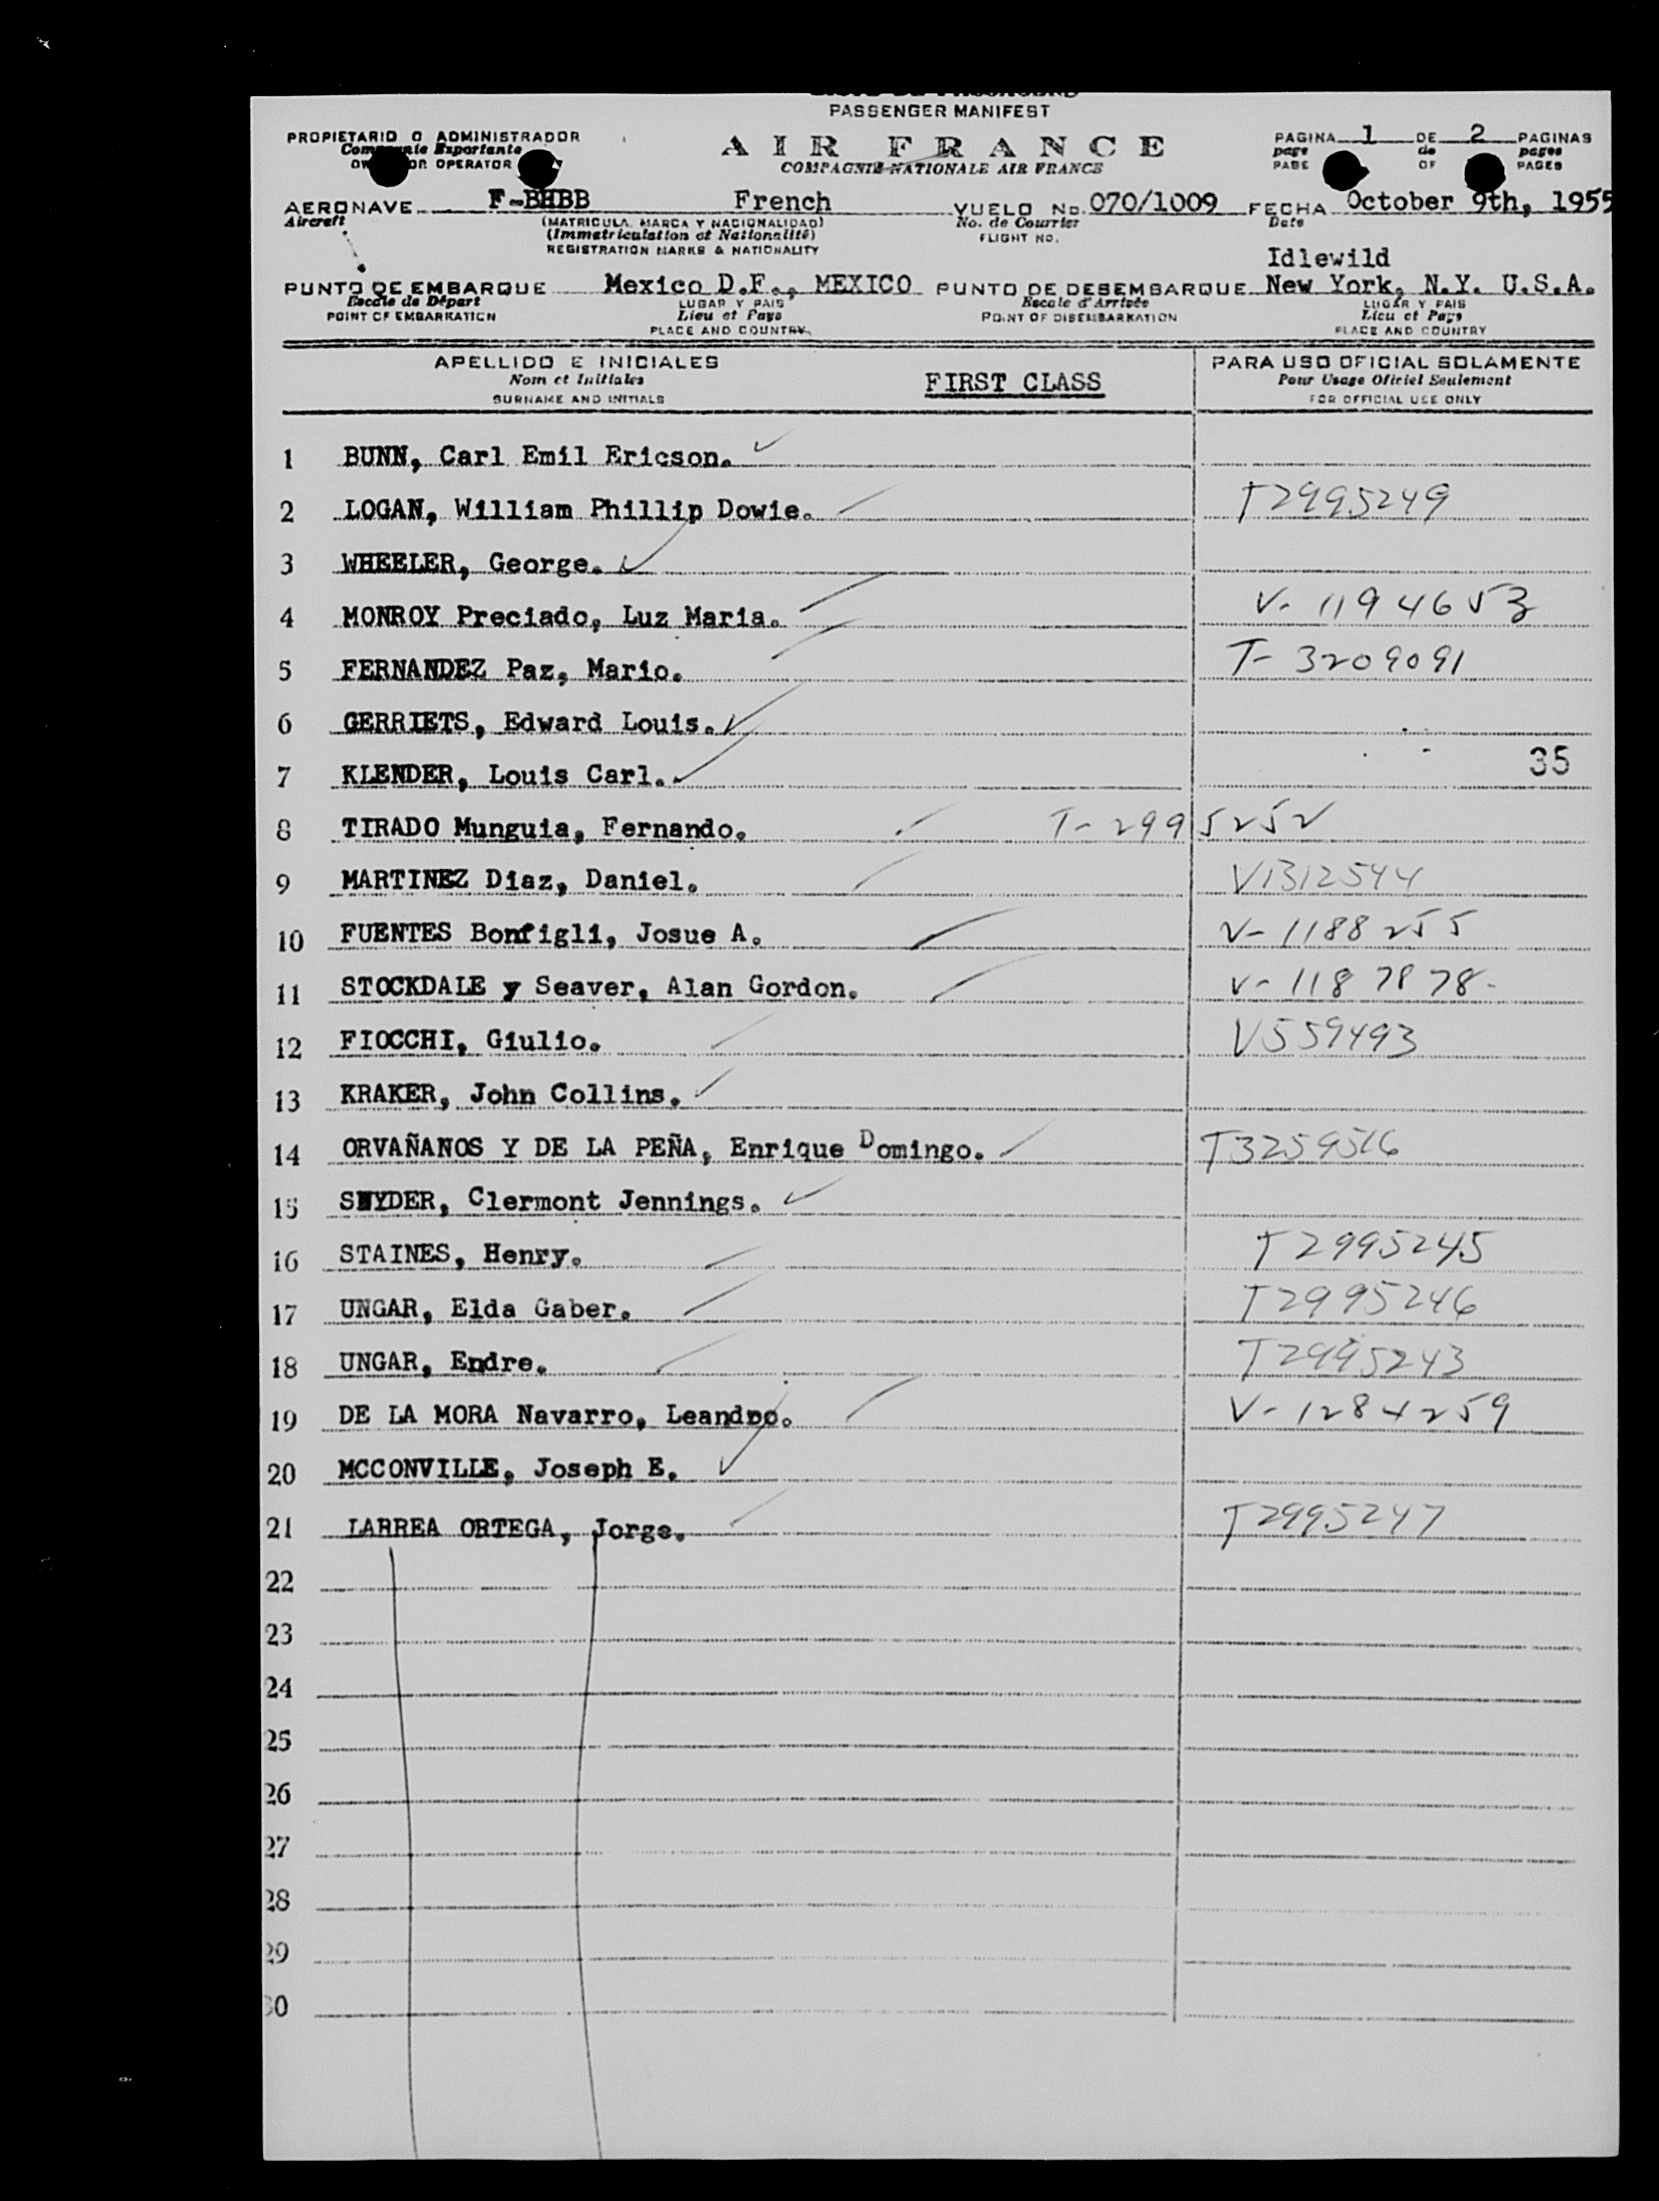 PASSENGER MANIFEST
PROPIETARIO O ADMINISTRADOR
AIR FRANCE
COMPAGNIE NATIONALE AIR FRANCE
PAGINA 1 DE 2 PAGINAS
page de pages
PAGE OF PAGES
OPERATOR
AERONAVE F-BHBB French VUELO No. 070/1009 FECHA October 9th, 1955
Aircraft (MATRICULA, MARCA Y NACIONALIDAD) No. de Courrier Date
(Immatriculation et Nationalité) FLIGHT NO.
REGISTRATION MARKS & NATIONALITY
Idlewild
PUNTO DE EMBARQUE Mexico D.F., MEXICO PUNTO DE DESEMBARQUE New York, N.Y. U.S.A.
Escale de Départ LUGAR Y PAIS Escale d'Arrivée LUGAR Y PAIS
POINT OF EMBARKATION Lieu et Pays POINT OF DISEMBARKATION Lieu et Pays
PLACE AND COUNTRY PLACE AND COUNTRY
APELLIDO E INICIALES PARA USO OFICIAL SOLAMENTE
Nom et Initiales FIRST CLASS Pour Usage Oficiel Seulement
SURNAME AND INITIALS FOR OFFICIAL USE ONLY
1 BUNN, Carl Emil Ericson.
2 LOGAN, William Phillip Dowie. T2995249
3 WHEELER, George.
4 MONROY Preciado, Luz Maria. V-1194653
5 FERNANDEZ Paz, Mario. T-3209091
6 GERRIETS, Edward Louis.
7 KLENDER, Louis Carl. 35
8 TIRADO Munguia, Fernando. T-2995252
9 MARTINEZ Diaz, Daniel. V1312544
10 FUENTES Bonfigli, Josue A. V-1188255
11 STOCKDALE y Seaver, Alan Gordon. V-1187878-
12 FIOCCHI, Giulio. V559493
13 KRAKER, John Collins.
14 ORVAÑANOS Y DE LA PEÑA, Enrique Domingo. T3259516
15 SNYDER, Clermont Jennings.
16 STAINES, Henry. T2995245
17 UNGAR, Elda Gaber. T2995246
18 UNGAR, Endre. T2995243
19 DE LA MORA Navarro, Leandro. V-1284259
20 MCCONVILLE, Joseph E.
21 LARREA ORTEGA, Jorge. T2995247
22
23
24
25
26
27
28
29
30